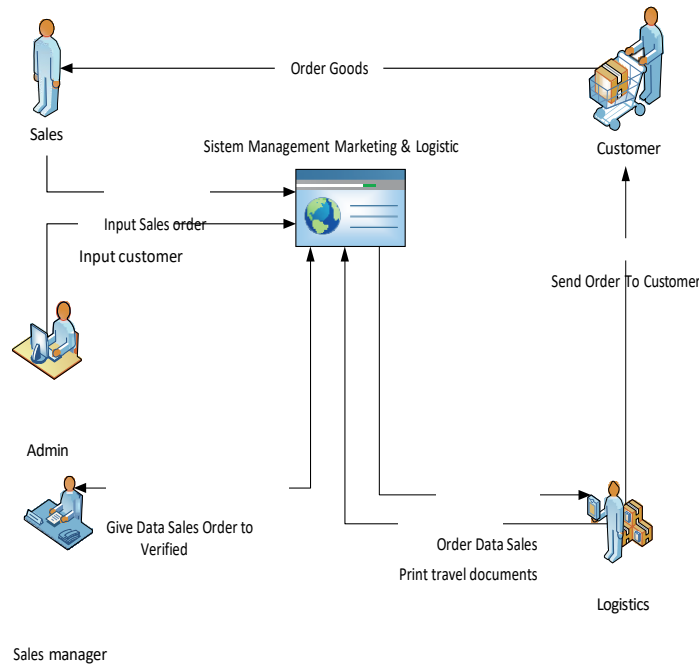 Order Goods
Sales
Customer
Sistem Management Marketing & Logistic
Input Sales order
Input customer
Send Order To Customer
Admin
Give Data Sales Order to
Verified
Order Data Sales
Print travel documents
Logistics
Sales manager